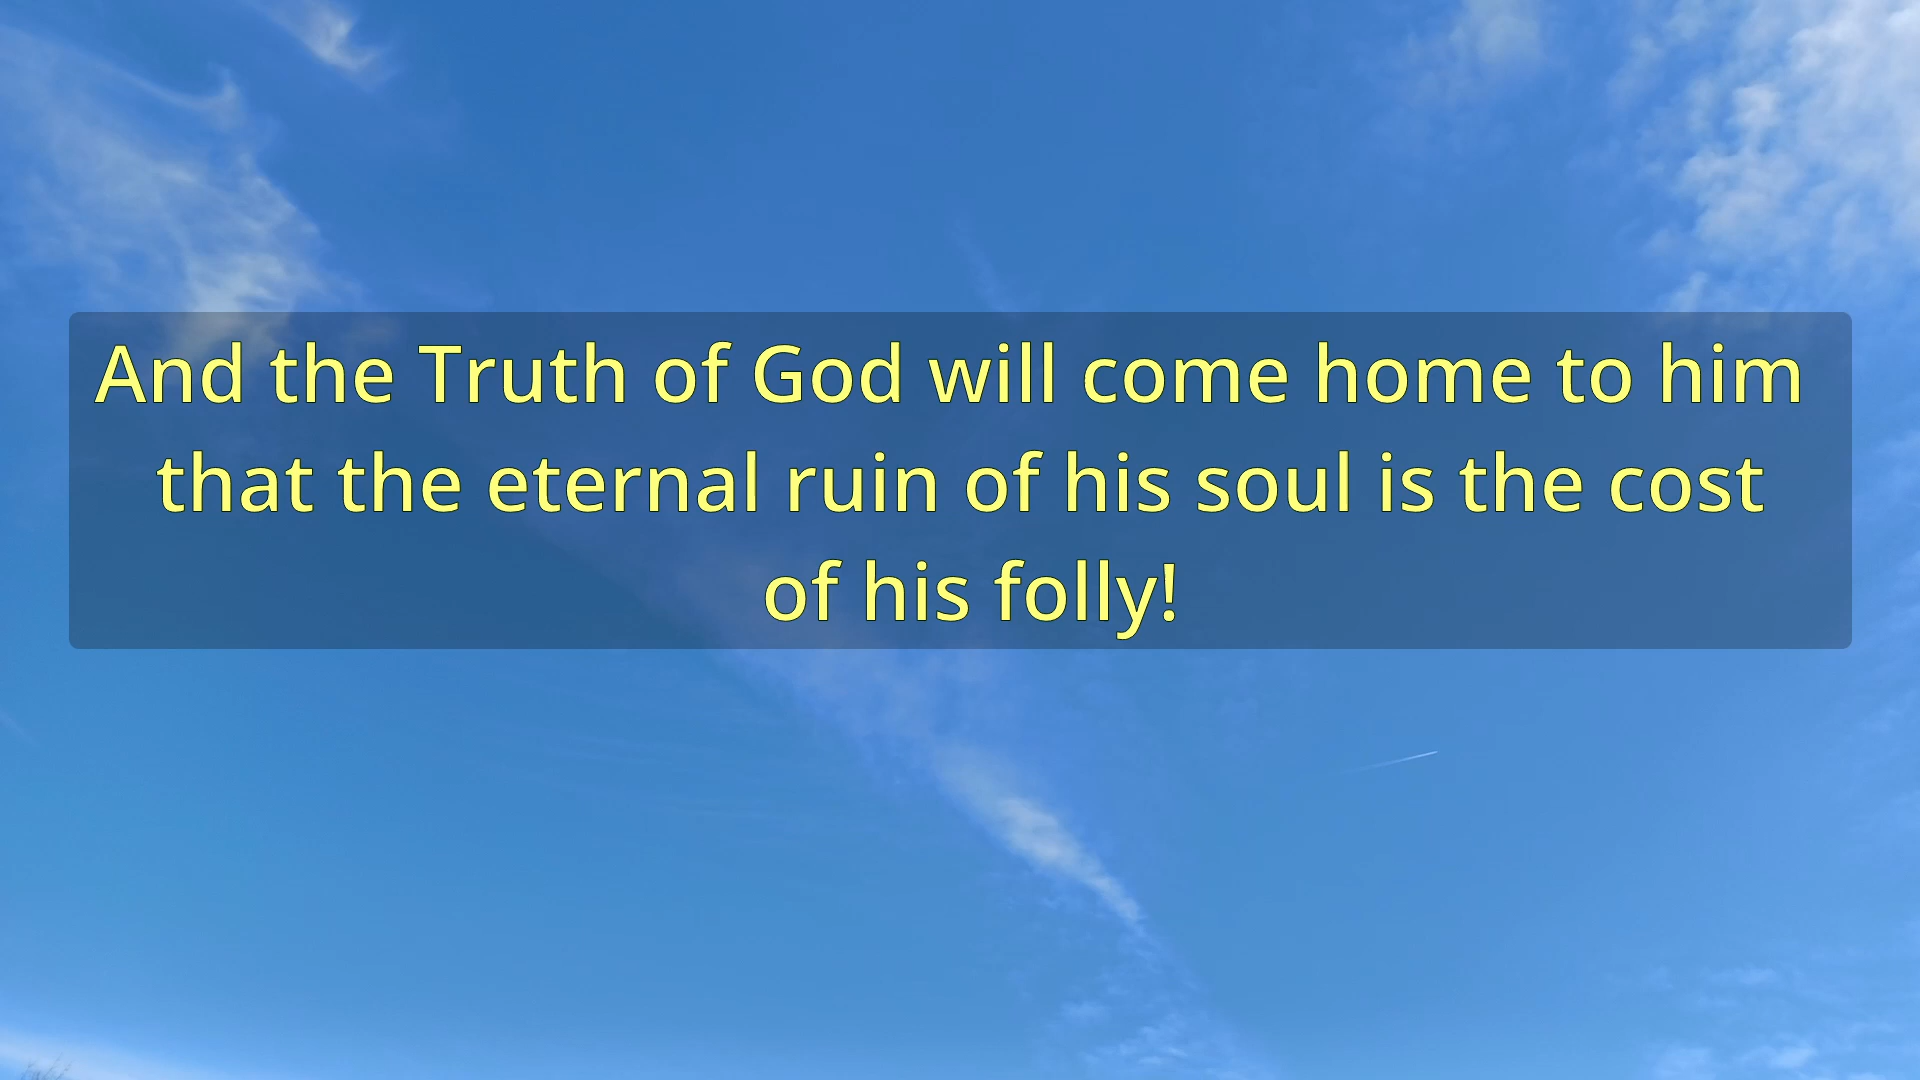 And the Truth of God will come home to him
that the eternal ruin of his soul is the cost
of his folly!